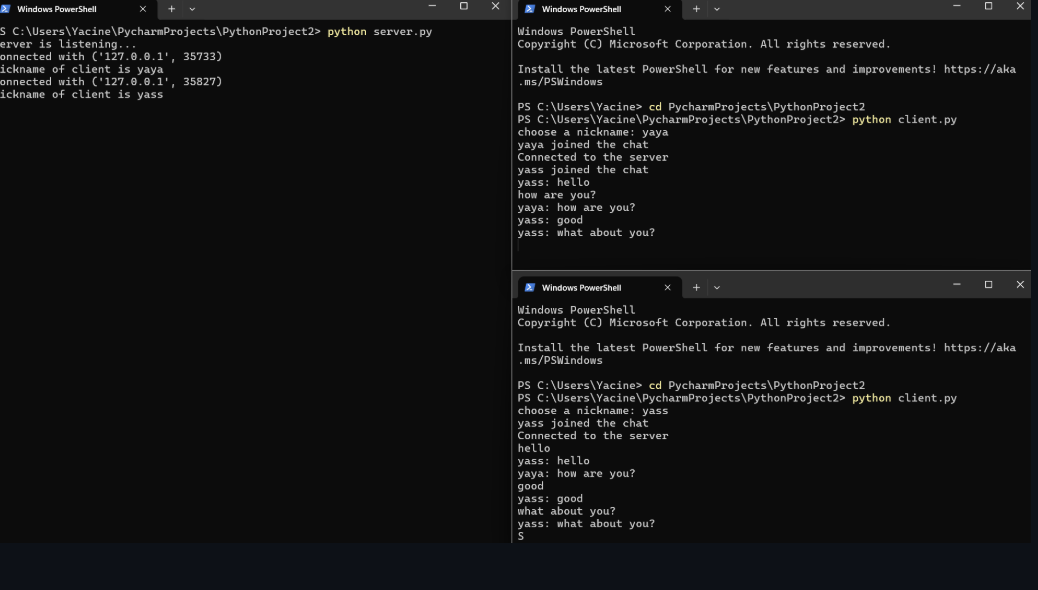 Windows PowerShell
S C:\Users\Yacine\PycharmProjects\PythonProject2> python server.py
erver is listening...
onnected with ('127.0.0.1', 35733)
ickname of client is yaya
onnected with ('127.0.0.1', 35827)
ickname of client is yass
Windows PowerShell
Windows PowerShell
Copyright (C) Microsoft Corporation. All rights reserved.
Install the latest PowerShell for new features and improvements! https://aka
.ms/PSWindows
PS C:\Users\Yacine> cd PycharmProjects\PythonProject2
PS C:\Users\Yacine\PycharmProjects\PythonProject2> python client.py
choose a nickname: yaya
yaya joined the chat
Connected to the server
yass joined the chat
yass: hello
how are you?
yaya: how are you?
yass: good
yass: what about you?
Windows PowerShell
Windows PowerShell
Copyright (C) Microsoft Corporation. All rights reserved.
Install the latest PowerShell for new features and improvements! https://aka
.ms/PSWindows
PS C:\Users\Yacine> cd PycharmProjects\PythonProject2
PS C:\Users\Yacine\PycharmProjects\PythonProject2> python client.py
choose a nickname: yass
yass joined the chat
Connected to the server
hello
yass: hello
yaya: how are you?
good
yass: good
what about you?
yass: what about you?
S